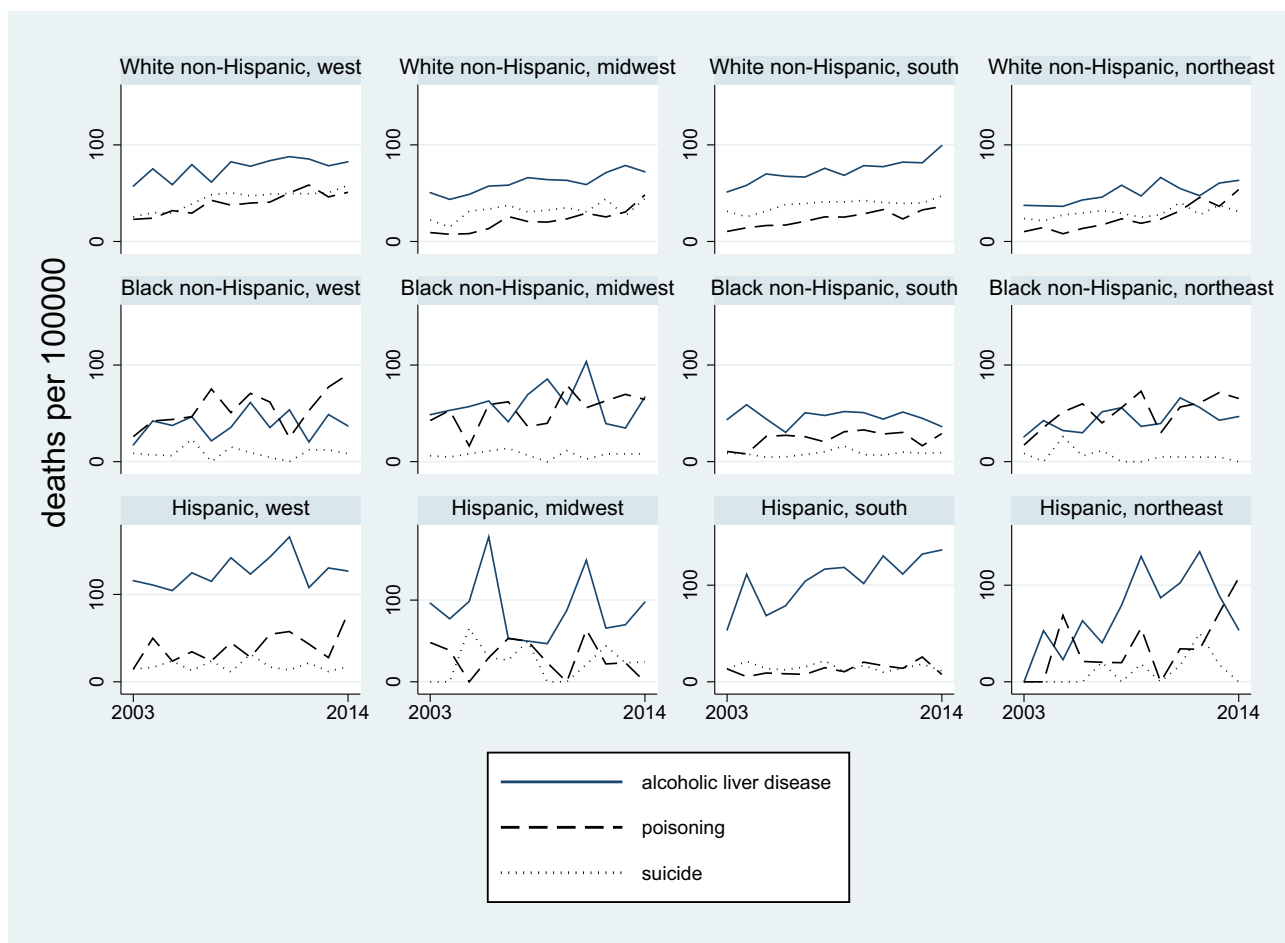 deaths per 100000
White non-Hispanic, west
White non-Hispanic, midwest
White non-Hispanic, south
White non-Hispanic, northeast
100
0
100
0
100
0
100
0
Black non-Hispanic, west
Black non-Hispanic, midwest
Black non-Hispanic, south
Black non-Hispanic, northeast
100
0
100
0
100
0
100
0
Hispanic, west
Hispanic, midwest
Hispanic, south
Hispanic, northeast
100
0
100
0
100
0
100
0
2003 2014
2003 2014
2003 2014
2003 2014
alcoholic liver disease
poisoning
suicide